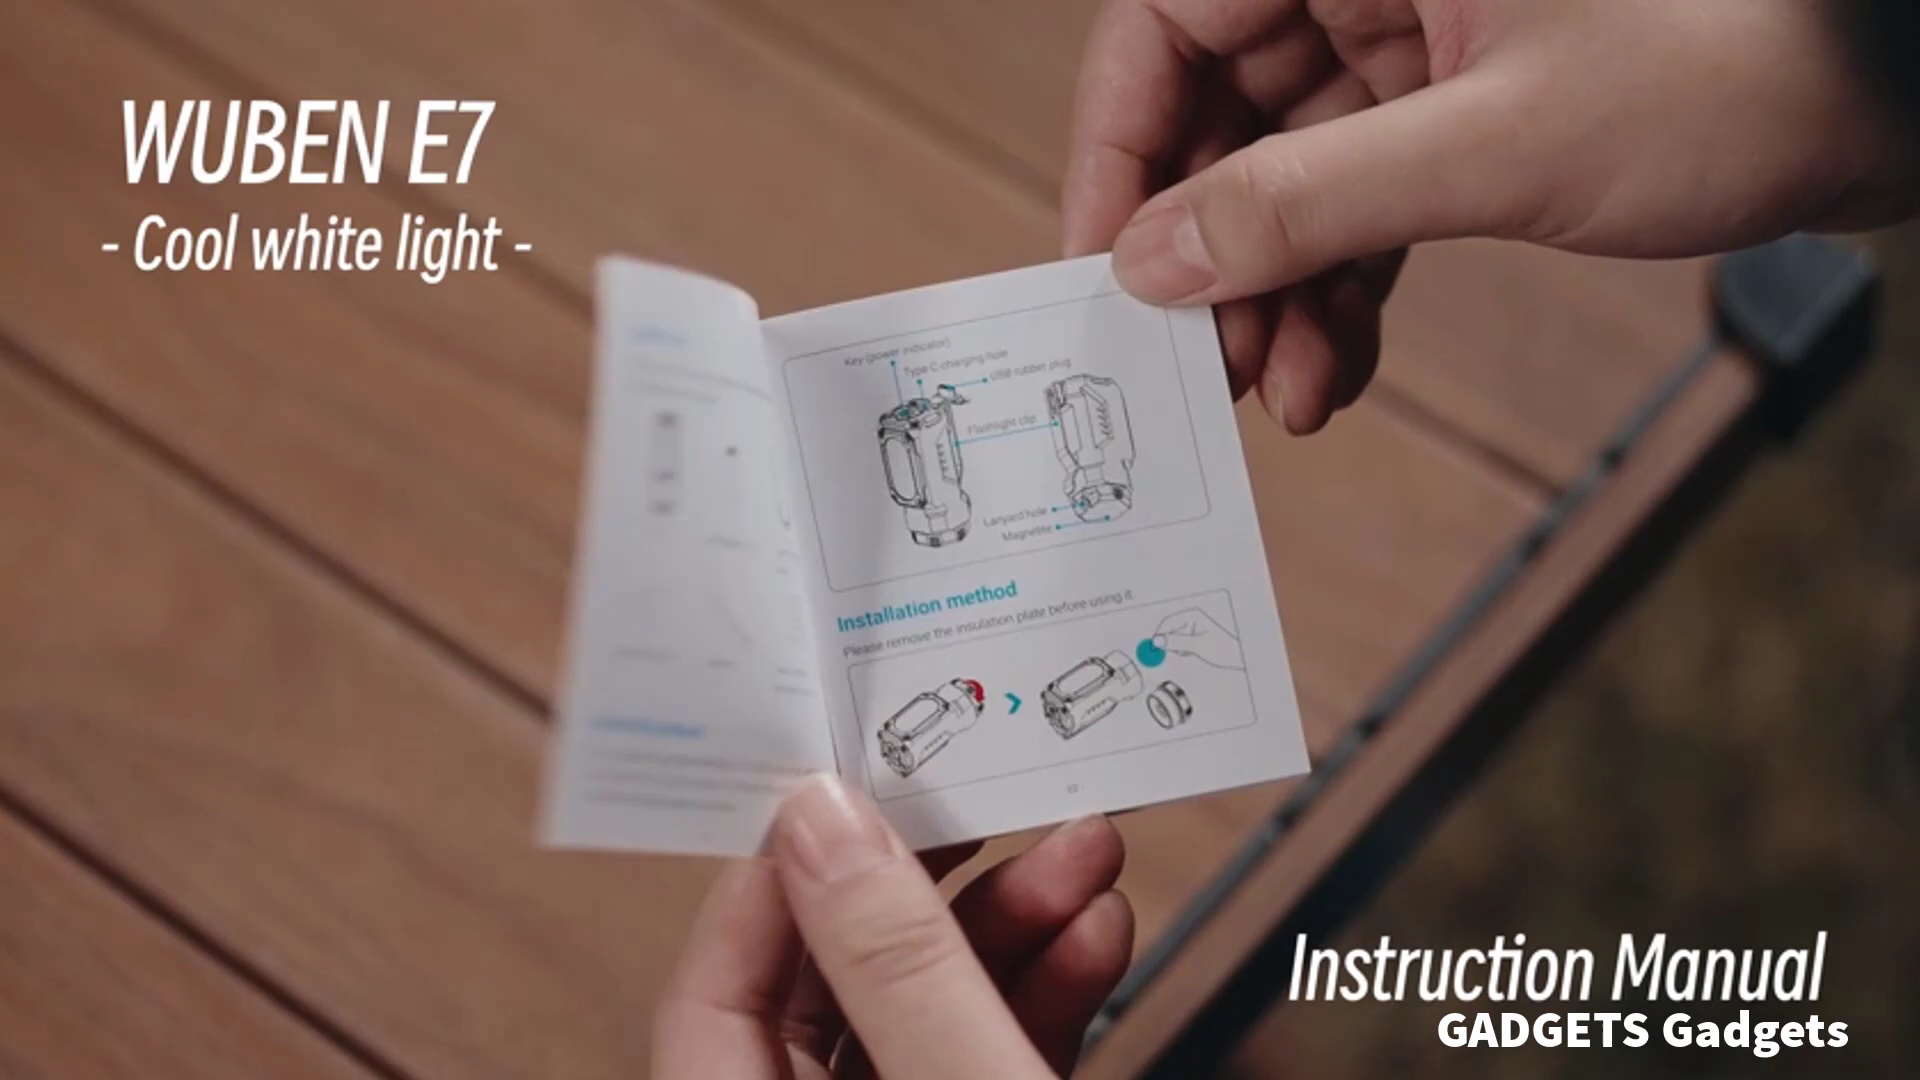 WUBEN E7
- Cool white light -
Key (power indicator)
Type-C charging hole
USB rubber plug
Flashlight clip
Lanyard hole
Magnetite
Installation method
Please remove the insulation plate before using it.
Instruction Manual
GADGETS Gadgets